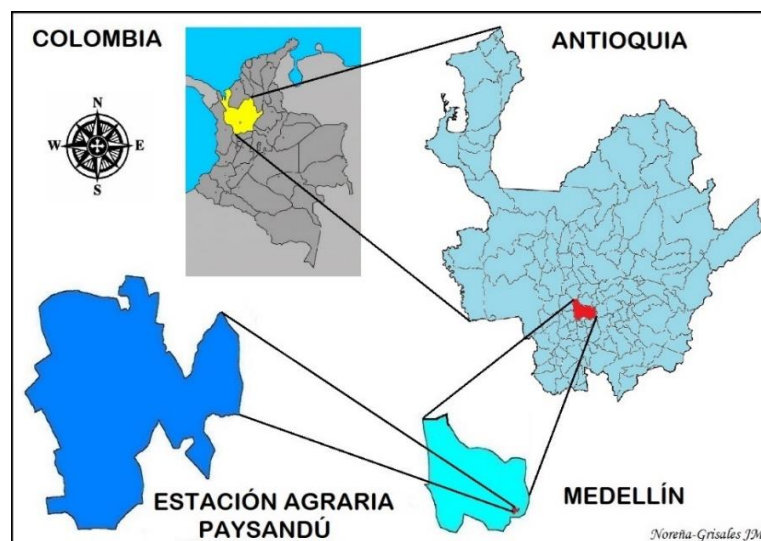 COLOMBIA
ANTIOQUIA
N
W
E
S
ESTACIÓN AGRARIA
PAYSANDÚ
MEDELLÍN
Noreña-Grisales JM